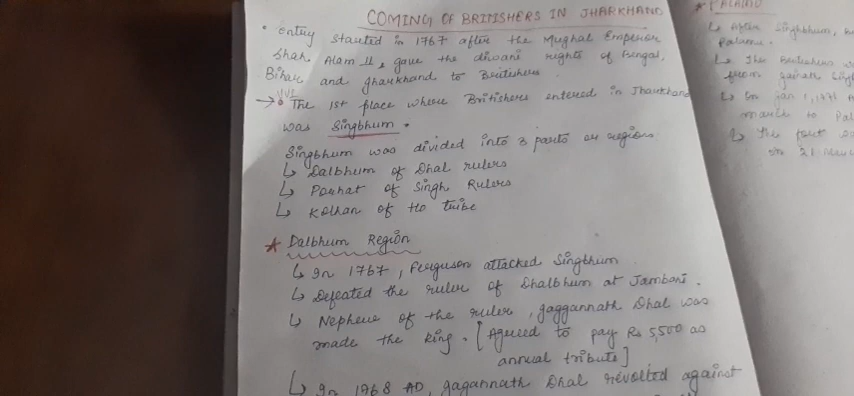 COMING OF BRITISHERS IN JHARKHAND
• Entry started in 1767 after the Mughal Emperor
Shah Alam II, gave the diwani rights of Bengal,
Bihar and Jharkhand to Britishers.
VVI
→ • The 1st place where Britishers entered in Jharkhand
was Singbhum.
Singbhum was divided into 3 parts or regions
↳ Dalbhum of Dhal rulers
↳ Porhat of Singh Rulers
↳ Kolhan of Ho tribe
★ Dalbhum Region
↳ In 1767, Ferguson attacked Singbhum
↳ Defeated the ruler of Dhalbhum at Jambani.
↳ Nephew of the ruler, Jaggannath Dhal was
made the king. [Agreed to pay Rs 5,500 as
annual tribute]
↳ In 1768 AD, Jagannath Dhal revolted against
★ PALAMU
↳ After Singhbhum,
Palamu.
↳ The Britishers
from
↳ On Jan 1, 1771
march to Pal
↳ The fort
on 21